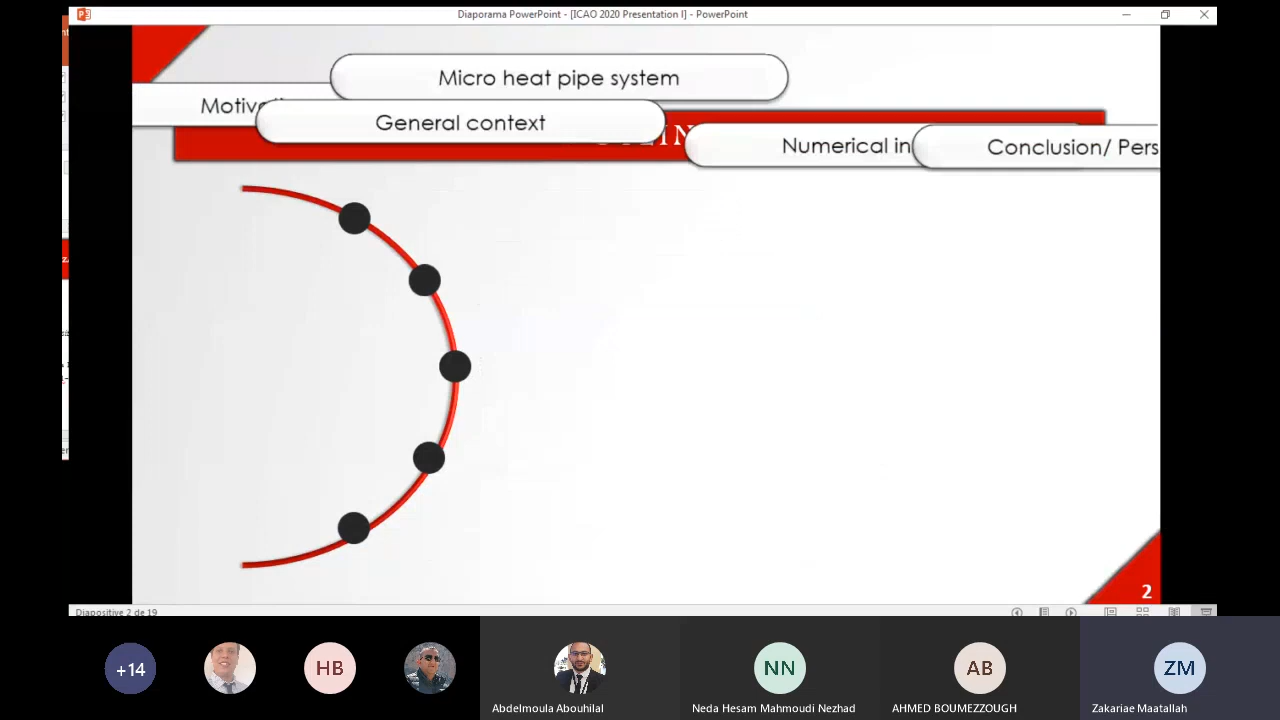 Diaporama PowerPoint - [ICAO 2020 Presentation I] - PowerPoint
Micro heat pipe system
General context
Numerical in
Conclusion/ Pers
2
Diapositive 2 de 19
+14
HB
NN
AB
ZM
Abdelmoula Abouhilal
Neda Hesam Mahmoudi Nezhad
AHMED BOUMEZZOUGH
Zakariae Maatallah